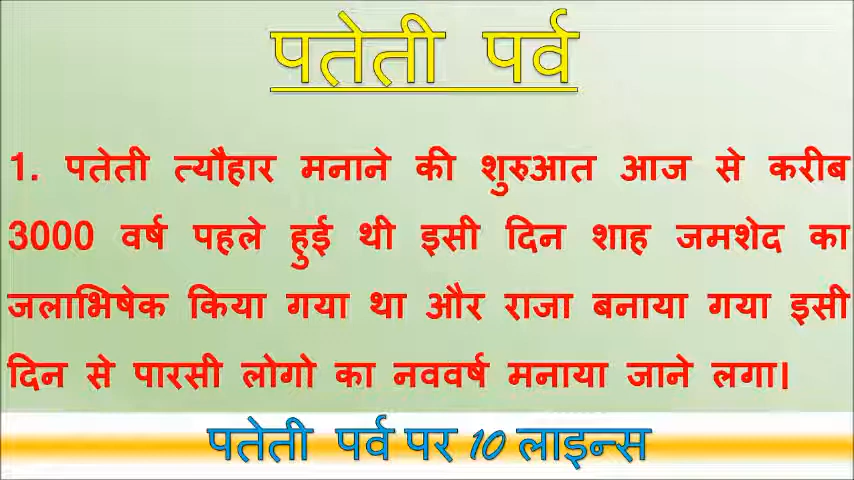 पतेती पर्व
1. पतेती त्यौहार मनाने की शुरुआत आज से करीब
3000 वर्ष पहले हुई थी इसी दिन शाह जमशेद का
जलाभिषेक किया गया था और राजा बनाया गया इसी
दिन से पारसी लोगो का नववर्ष मनाया जाने लगा।
पतेती पर्व पर 10 लाइन्स